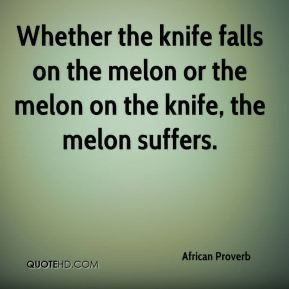 Whether the knife falls
on the melon or the
melon on the knife, the
melon suffers.
African Proverb
QUOTEHD.COM